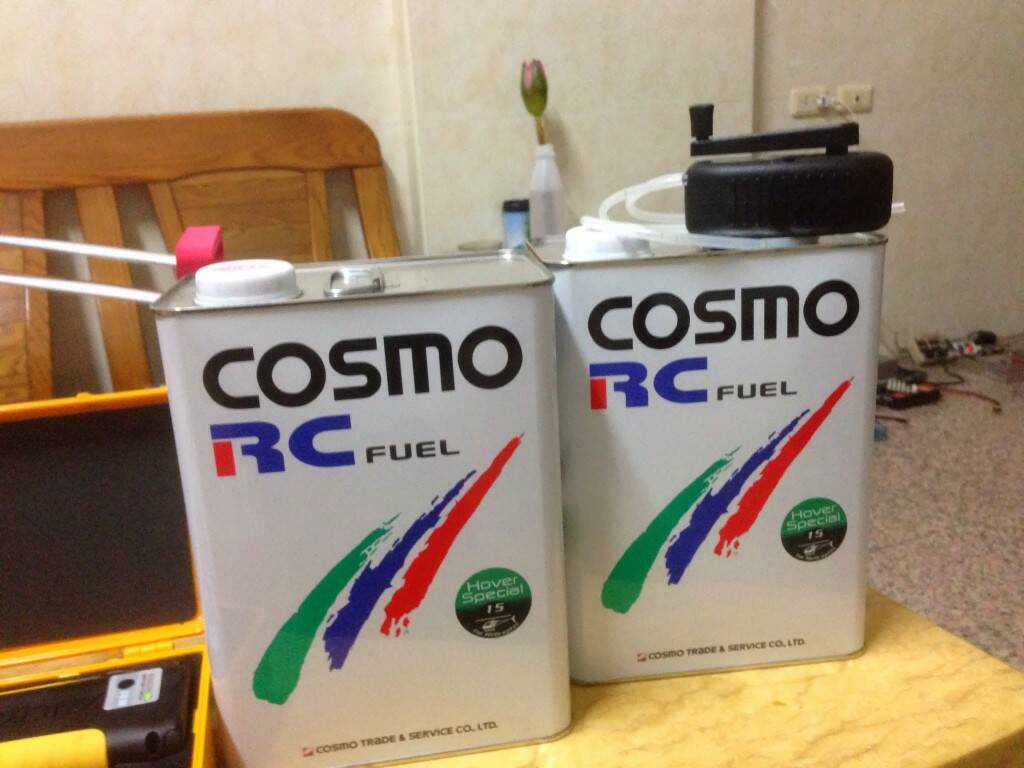 COSMO
RC FUEL
Hover
Special
15
COSMO TRADE & SERVICE CO., LTD.
COSMO
RC FUEL
Hover
Special
15
COSMO TRADE & SERVICE CO., LTD.